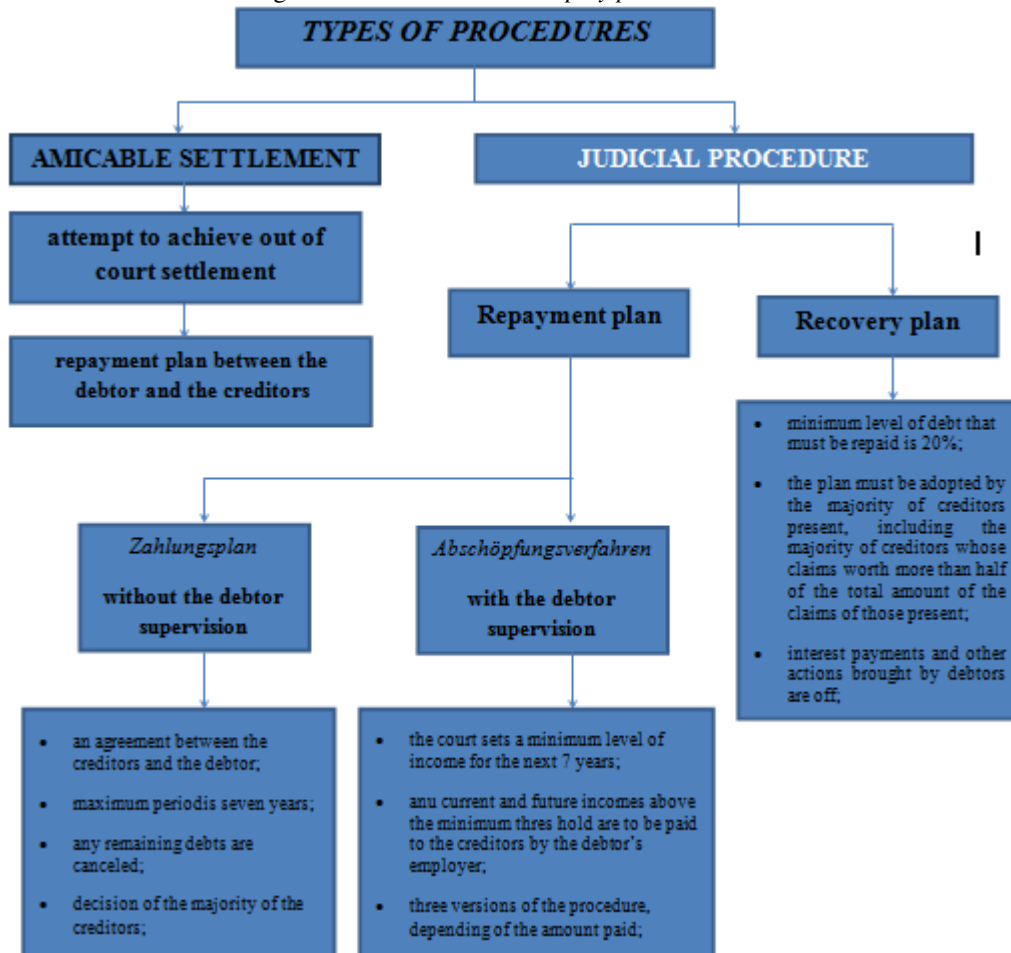 TYPES OF PROCEDURES
AMICABLE SETTLEMENT
JUDICIAL PROCEDURE
attempt to achieve out of
court settlement
repayment plan between the
debtor and the creditors
Repayment plan
Recovery plan
• minimum level of debt that
must be repaid is 20%;
• the plan must be adopted by
the majority of creditors
present, including the
majority of creditors whose
claims worth more than half
of the total amount of the
claims of those present;
• interest payments and other
actions brought by debtors
are off;
Zahlungsplan
without the debtor
supervision
Abschöpfungsverfahren
with the debtor
supervision
• an agreement between the
creditors and the debtor;
• maximum periodis seven years;
• any remaining debts are
canceled;
• decision of the majority of the
creditors;
• the court sets a minimum level of
income for the next 7 years;
• anu current and future incomes above
the minimum thres hold are to be paid
to the creditors by the debtor's
employer;
• three versions of the procedure,
depending of the amount paid;